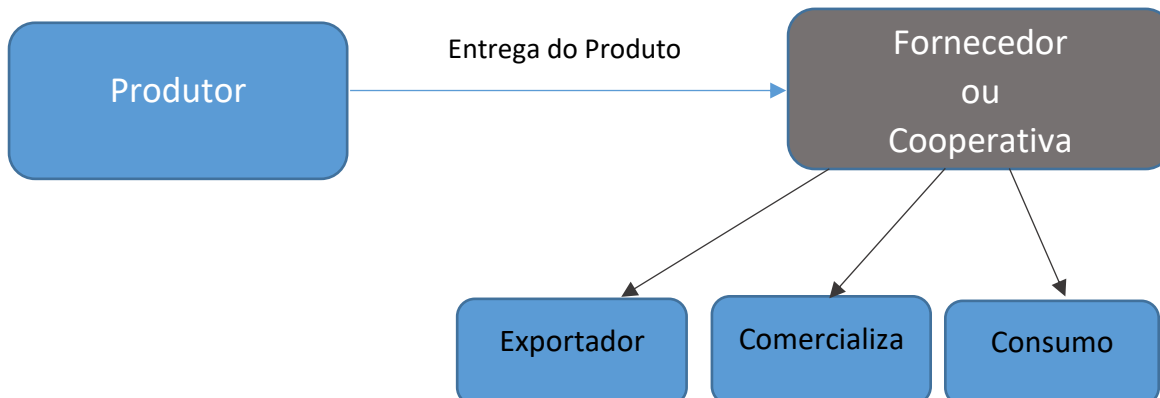 Produtor
Entrega do Produto
Fornecedor
ou
Cooperativa
Exportador
Comercializa
Consumo